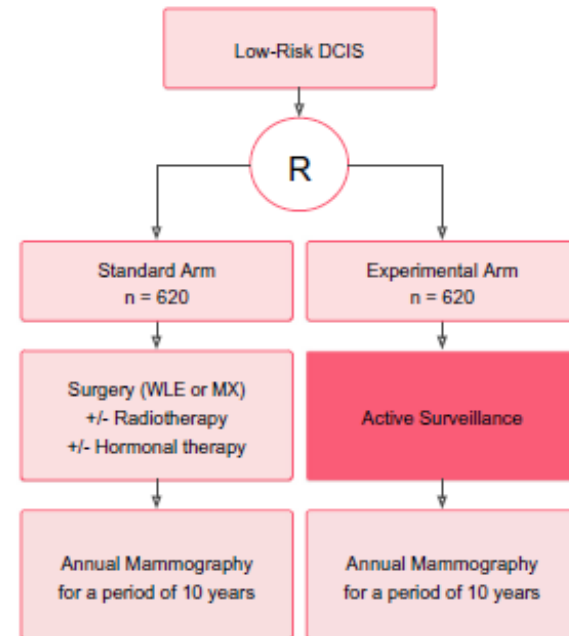 Low-Risk DCIS
R
Standard Arm
n = 620
Experimental Arm
n = 620
Surgery (WLE or MX)
+/- Radiotherapy
+/- Hormonal therapy
Active Surveillance
Annual Mammography
for a period of 10 years
Annual Mammography
for a period of 10 years